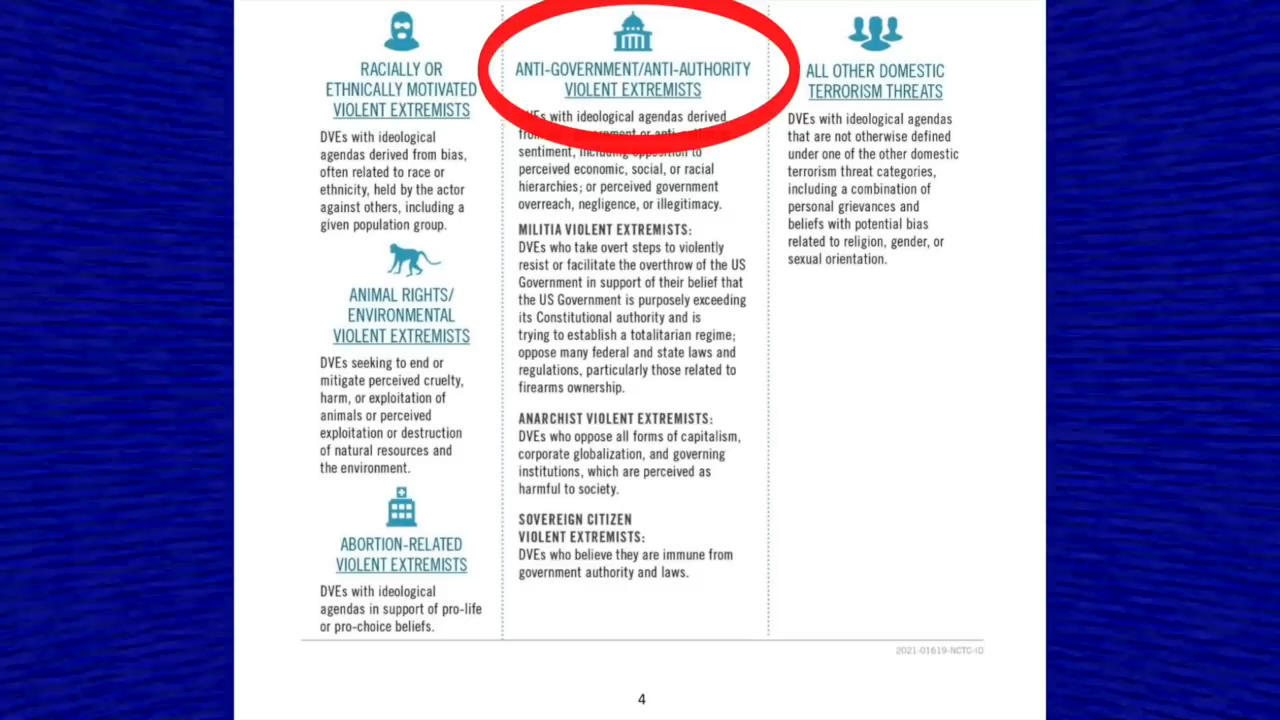 RACIALLY OR
ETHNICALLY MOTIVATED
VIOLENT EXTREMISTS
DVEs with ideological
agendas derived from bias,
often related to race or
ethnicity, held by the actor
against others, including a
given population group.
ANIMAL RIGHTS/
ENVIRONMENTAL
VIOLENT EXTREMISTS
DVEs seeking to end or
mitigate perceived cruelty,
harm, or exploitation of
animals or perceived
exploitation or destruction
of natural resources and
the environment.
ABORTION-RELATED
VIOLENT EXTREMISTS
DVEs with ideological
agendas in support of pro-life
or pro-choice beliefs.
ANTI-GOVERNMENT/ANTI-AUTHORITY
VIOLENT EXTREMISTS
DVEs with ideological agendas derived
sentiment, including opposition to
perceived economic, social, or racial
hierarchies; or perceived government
overreach, negligence, or illegitimacy.
MILITIA VIOLENT EXTREMISTS:
DVEs who take overt steps to violently
resist or facilitate the overthrow of the US
Government in support of their belief that
the US Government is purposely exceeding
its Constitutional authority and is
trying to establish a totalitarian regime;
oppose many federal and state laws and
regulations, particularly those related to
firearms ownership.
ANARCHIST VIOLENT EXTREMISTS:
DVEs who oppose all forms of capitalism,
corporate globalization, and governing
institutions, which are perceived as
harmful to society.
SOVEREIGN CITIZEN
VIOLENT EXTREMISTS:
DVEs who believe they are immune from
government authority and laws.
ALL OTHER DOMESTIC
TERRORISM THREATS
DVEs with ideological agendas
that are not otherwise defined
under one of the other domestic
terrorism threat categories,
including a combination of
personal grievances and
beliefs with potential bias
related to religion, gender, or
sexual orientation.
2021-01619-NCTC-ID
4